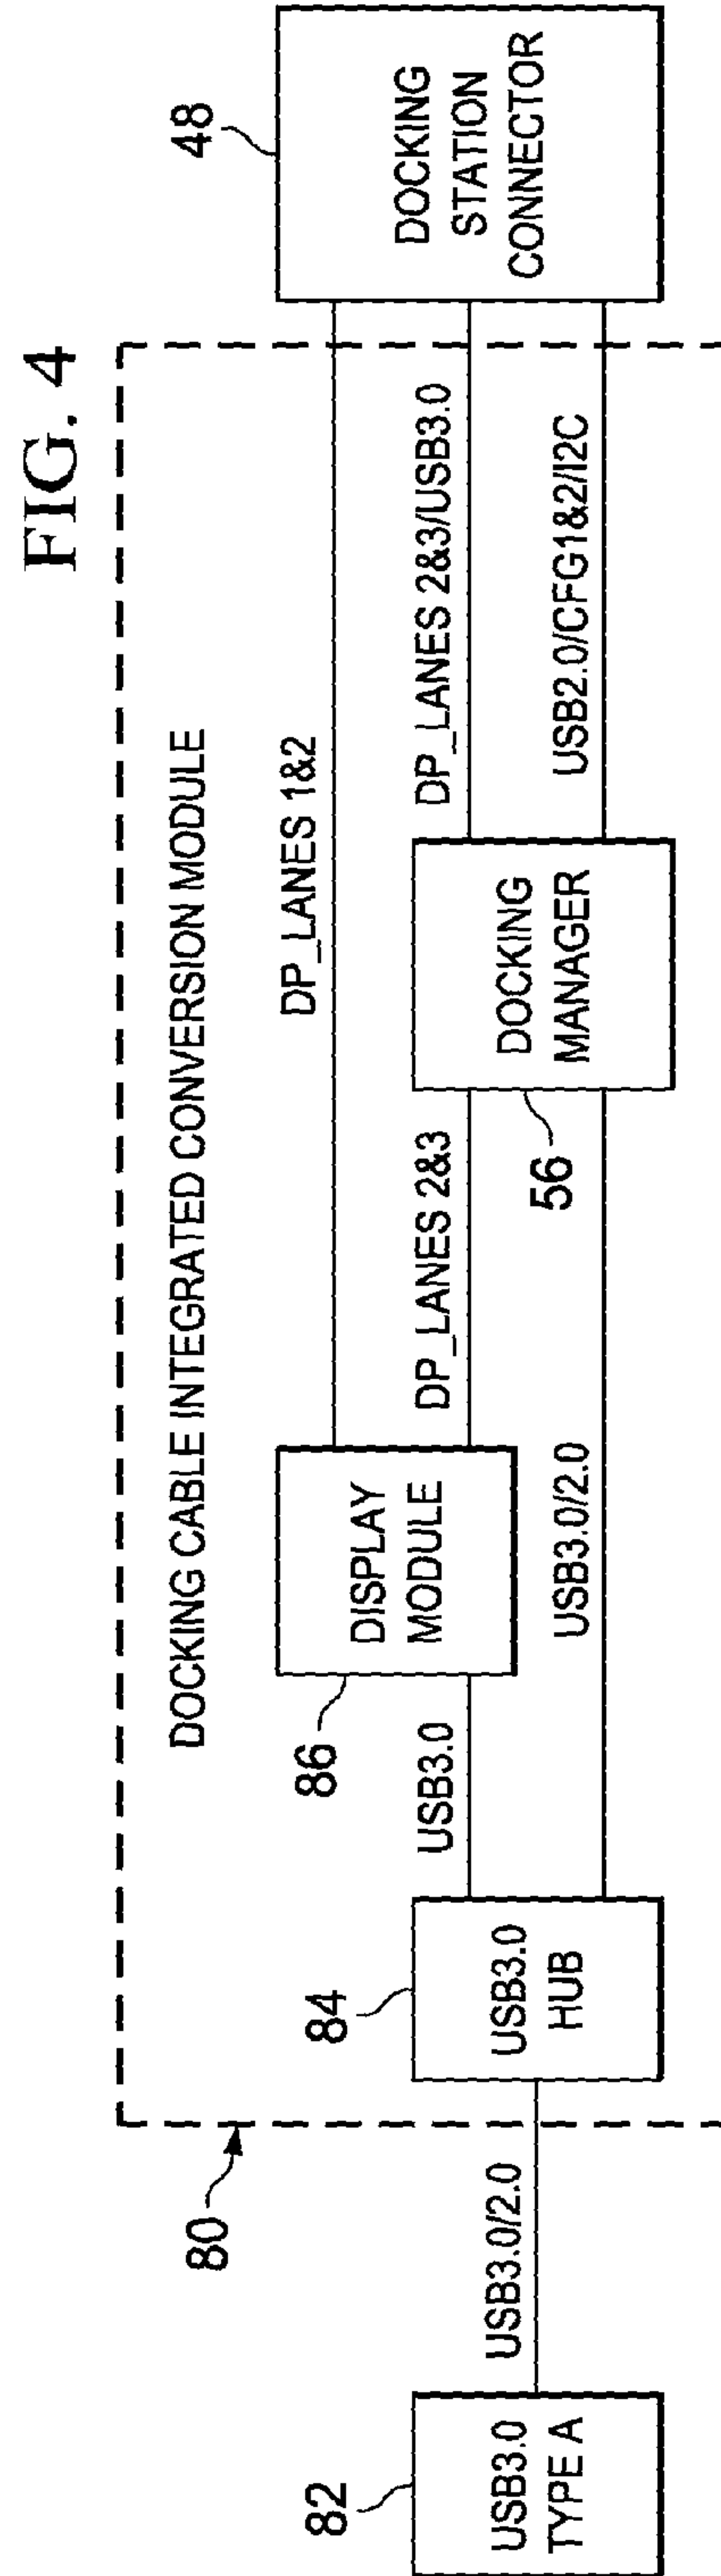 FIG. 4
DOCKING CABLE INTEGRATED CONVERSION MODULE
80
82
USB3.0
TYPE A
USB3.0/2.0
84
USB3.0
HUB
USB3.0
USB3.0/2.0
86
DISPLAY
MODULE
DP_LANES 1&2
DP_LANES 2&3
56
DOCKING
MANAGER
DP_LANES 2&3/USB3.0
USB2.0/CFG1&2/I2C
48
DOCKING
STATION
CONNECTOR